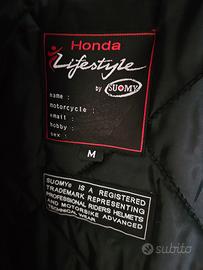 Honda
Lifestyle
by SUOMY
name :
motorcycle :
email :
hobby :
sex :
M
SUOMY® IS A REGISTERED
TRADEMARK REPRESENTING
PROFESSIONAL RIDERS HELMETS
AND MOTORBIKE ADVANCED
TECHNICAL WEAR
subito